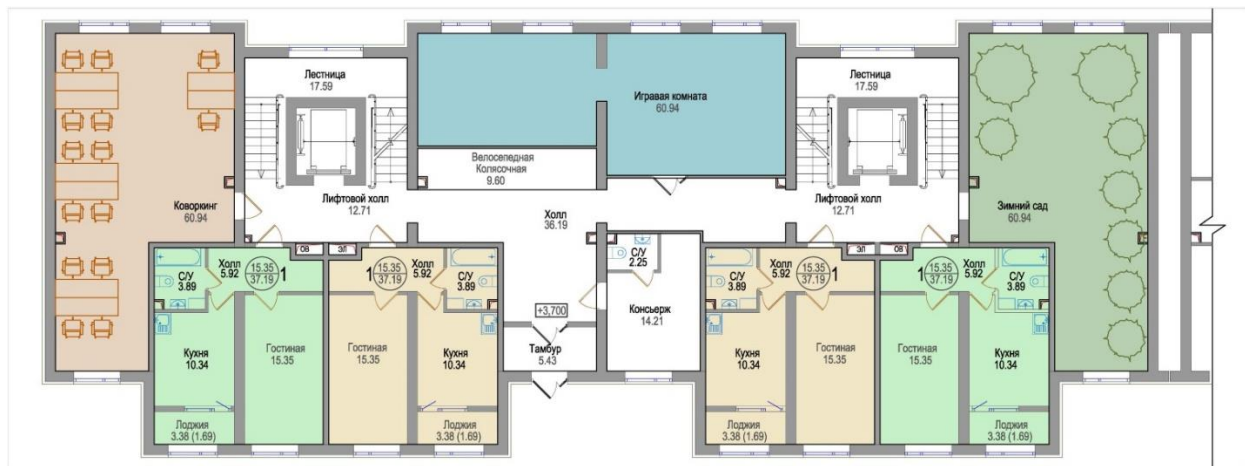 Лестница
17.59
Лестница
17.59
Игравая комната
60.94
Велосепедная
Колясочная
9.60
Коворкинг
60.94
Лифтовой холл
12.71
Холл
36.19
Лифтовой холл
12.71
Зимний сад
60.94
ОВ
ЭЛ
ЭЛ
ОВ
С/У
3.89
Холл
5.92
15.35
37.19
1
1
15.35
37.19
Холл
5.92
С/У
3.89
С/У
2.25
С/У
3.89
Холл
5.92
15.35
37.19
1
1
15.35
37.19
Холл
5.92
С/У
3.89
+3,700
Консьерж
14.21
Тамбур
5.43
Кухня
10.34
Гостиная
15.35
Гостиная
15.35
Кухня
10.34
Кухня
10.34
Гостиная
15.35
Гостиная
15.35
Кухня
10.34
Лоджия
3.38 (1.69)
Лоджия
3.38 (1.69)
Лоджия
3.38 (1.69)
Лоджия
3.38 (1.69)